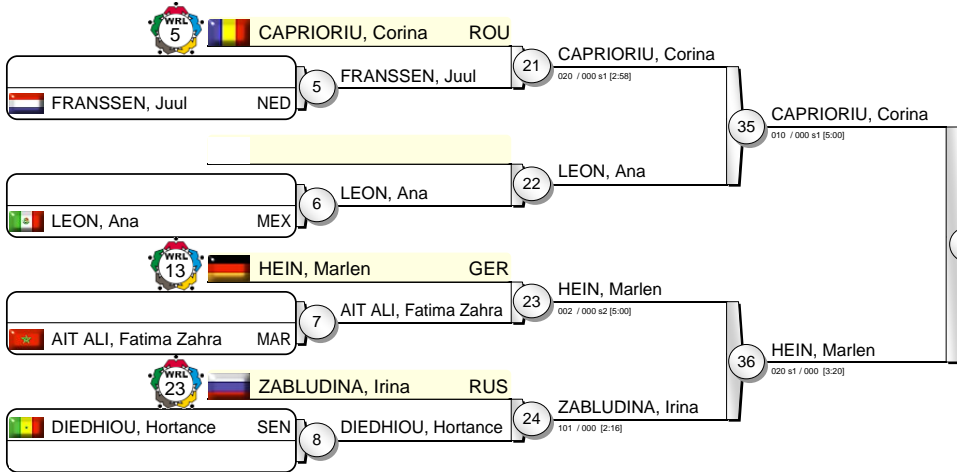 WRL
5
CAPRIORIU, Corina ROU
FRANSSEN, Juul NED
5
FRANSSEN, Juul
21
CAPRIORIU, Corina
020 / 000 s1 [2:58]
LEON, Ana MEX
6
LEON, Ana
22
LEON, Ana
35
CAPRIORIU, Corina
010 / 000 s1 [5:00]
WRL
13
HEIN, Marlen GER
AIT ALI, Fatima Zahra MAR
7
AIT ALI, Fatima Zahra
23
HEIN, Marlen
002 / 000 s2 [5:00]
WRL
23
ZABLUDINA, Irina RUS
DIEDHIOU, Hortance SEN
8
DIEDHIOU, Hortance
24
ZABLUDINA, Irina
101 / 000 [2:16]
36
HEIN, Marlen
020 s1 / 000 [3:20]